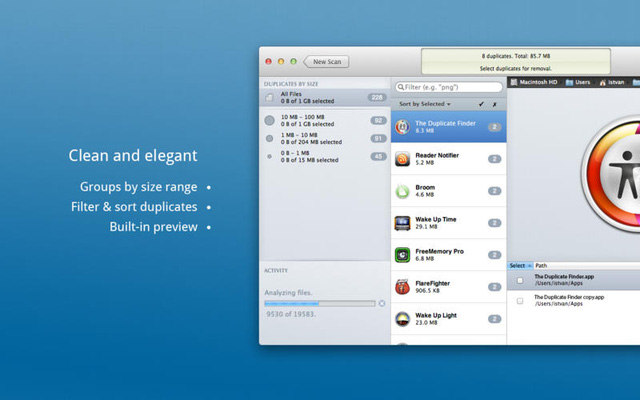 Clean and elegant
Groups by size range •
Filter & sort duplicates •
Built-in preview •
New Scan
8 duplicates. Total: 85.7 MB
Select duplicates for removal.
DUPLICATES BY SIZE
All Files
0 B of 1 GB selected
228
10 MB – 100 MB
0 B of 1 GB selected
92
1 MB – 10 MB
0 B of 204 MB selected
91
0 B – 1 MB
0 B of 15 MB selected
45
ACTIVITY
Analyzing files.
9530 of 19583.
Filter (e.g. "png")
Sort by Selected ▾ ✓ ✗
The Duplicate Finder
8.3 MB
2
Reader Notifier
5.2 MB
2
Broom
4.6 MB
2
Wake Up Time
29.1 MB
2
FreeMemory Pro
6.8 MB
2
FlareFighter
906.5 KB
2
Wake Up Light
23.0 MB
2
Macintosh HD
Users
Istvan
Select
Path
The Duplicate Finder.app
/Users/Istvan/Apps
The Duplicate Finder copy.app
/Users/Istvan/Apps